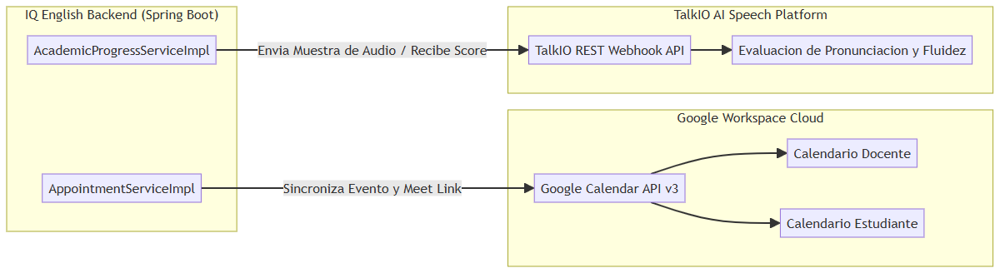 IQ English Backend (Spring Boot)
AcademicProgressServiceImpl
AppointmentServiceImpl
Envia Muestra de Audio / Recibe Score
Sincroniza Evento y Meet Link
TalkIO AI Speech Platform
TalkIO REST Webhook API
Evaluacion de Pronunciacion y Fluidez
Google Workspace Cloud
Google Calendar API v3
Calendario Docente
Calendario Estudiante